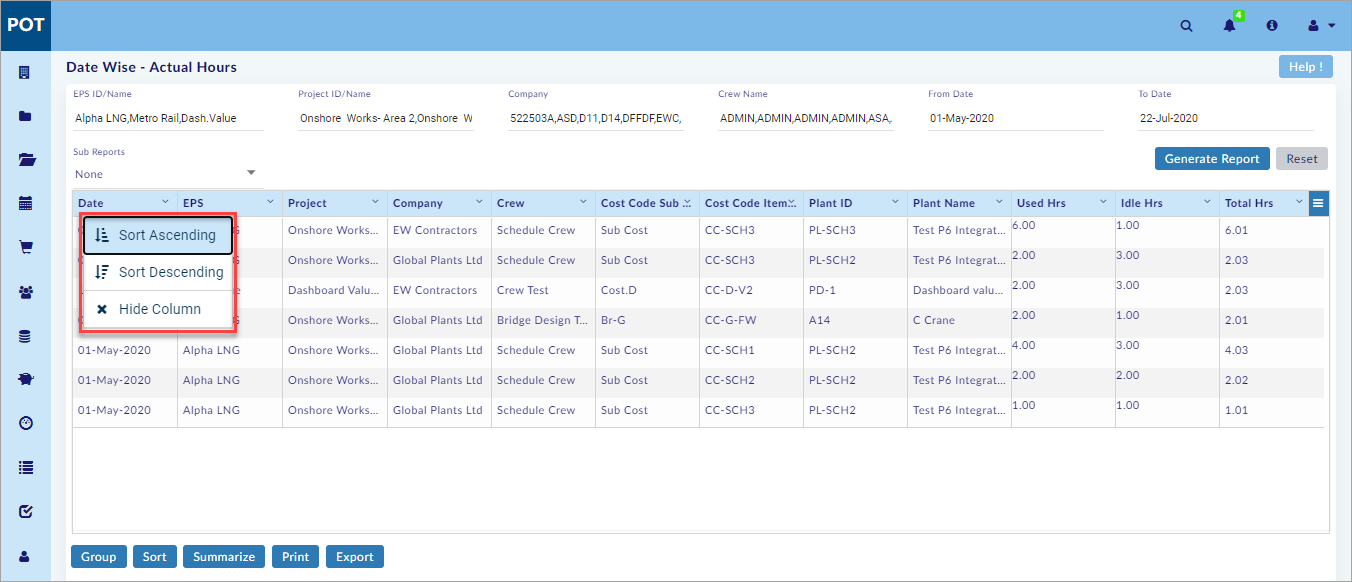 POT
4
Date Wise - Actual Hours
Help !
EPS ID/Name Project ID/Name Company Crew Name From Date To Date
Alpha LNG,Metro Rail,Dash.Value Onshore Works- Area 2,Onshore W 522503A,ASD,D11,D14,DFFDF,EWC, ADMIN,ADMIN,ADMIN,ADMIN,ASA, 01-May-2020 22-Jul-2020
Sub Reports
None
Generate Report Reset
Date EPS Project Company Crew Cost Code Sub Cost Code Item Plant ID Plant Name Used Hrs Idle Hrs Total Hrs
Sort Ascending
Sort Descending
Hide Column
G Onshore Works... EW Contractors Schedule Crew Sub Cost CC-SCH3 PL-SCH3 Test P6 Integrat... 6.00 1.00 6.01
G Onshore Works... Global Plants Ltd Schedule Crew Sub Cost CC-SCH3 PL-SCH2 Test P6 Integrat... 2.00 3.00 2.03
e Dashboard Valu... EW Contractors Crew Test Cost.D CC-D-V2 PD-1 Dashboard valu... 2.00 3.00 2.03
G Onshore Works... Global Plants Ltd Bridge Design T... Br-G CC-G-FW A14 C Crane 2.00 1.00 2.01
01-May-2020 Alpha LNG Onshore Works... Global Plants Ltd Schedule Crew Sub Cost CC-SCH1 PL-SCH2 Test P6 Integrat... 4.00 3.00 4.03
01-May-2020 Alpha LNG Onshore Works... Global Plants Ltd Schedule Crew Sub Cost CC-SCH2 PL-SCH2 Test P6 Integrat... 2.00 2.00 2.02
01-May-2020 Alpha LNG Onshore Works... Global Plants Ltd Schedule Crew Sub Cost CC-SCH3 PL-SCH2 Test P6 Integrat... 1.00 1.00 1.01
Group Sort Summarize Print Export